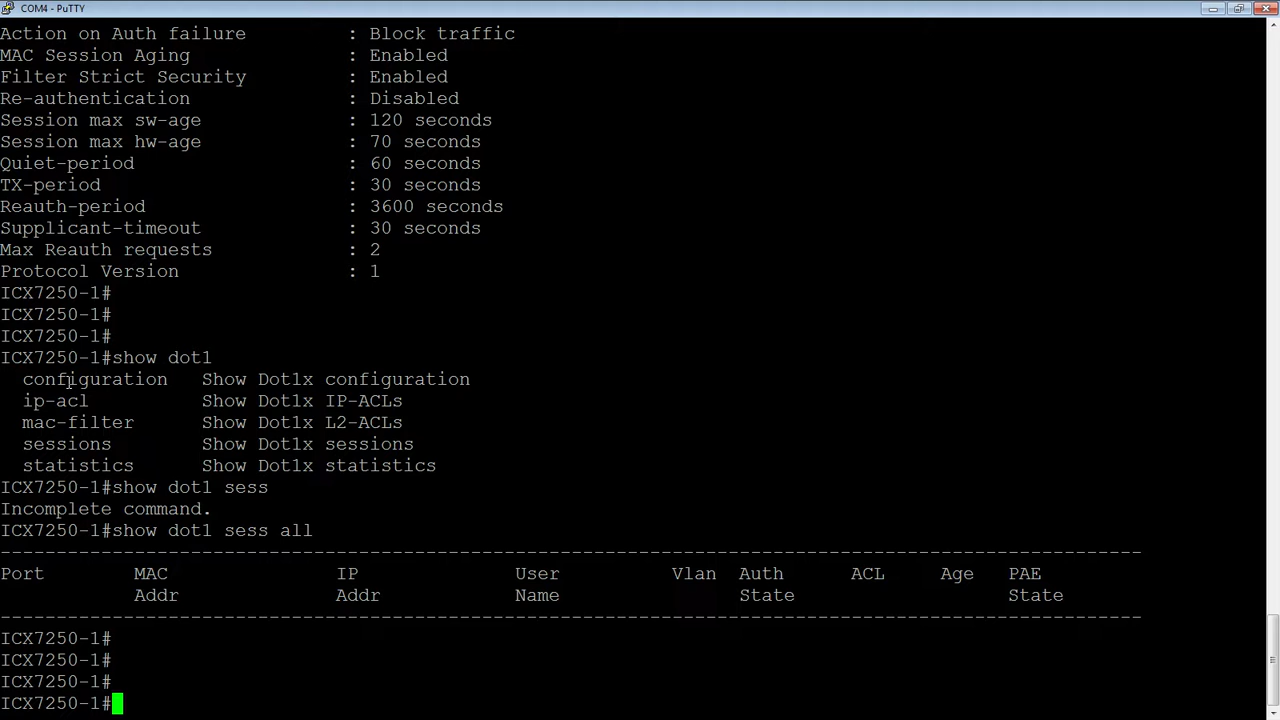 COM4 - PuTTY
Action on Auth failure : Block traffic
MAC Session Aging : Enabled
Filter Strict Security : Enabled
Re-authentication : Disabled
Session max sw-age : 120 seconds
Session max hw-age : 70 seconds
Quiet-period : 60 seconds
TX-period : 30 seconds
Reauth-period : 3600 seconds
Supplicant-timeout : 30 seconds
Max Reauth requests : 2
Protocol Version : 1
ICX7250-1#
ICX7250-1#
ICX7250-1#
ICX7250-1#show dot1
configuration Show Dot1x configuration
ip-acl Show Dot1x IP-ACLs
mac-filter Show Dot1x L2-ACLs
sessions Show Dot1x sessions
statistics Show Dot1x statistics
ICX7250-1#show dot1 sess
Incomplete command.
ICX7250-1#show dot1 sess all
----------------------------------------------------------------------------------------------------
Port MAC IP User Vlan Auth ACL Age PAE
Addr Addr Name State State
----------------------------------------------------------------------------------------------------
ICX7250-1#
ICX7250-1#
ICX7250-1#
ICX7250-1#